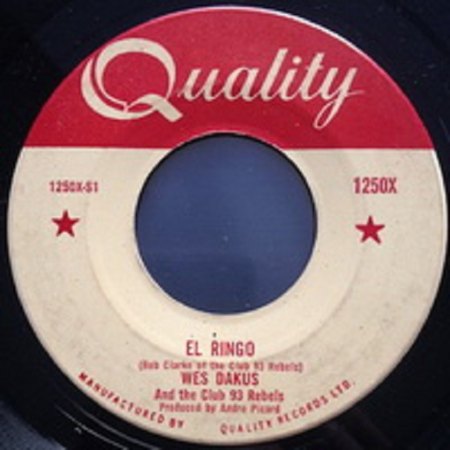 Quality
1250X-S1
1250X
EL RINGO
(Bob Clarke of the Club 93 Rebels)
WES DAKUS
And the Club 93 Rebels
Produced by Andre Picard
MANUFACTURED BY QUALITY RECORDS LTD.